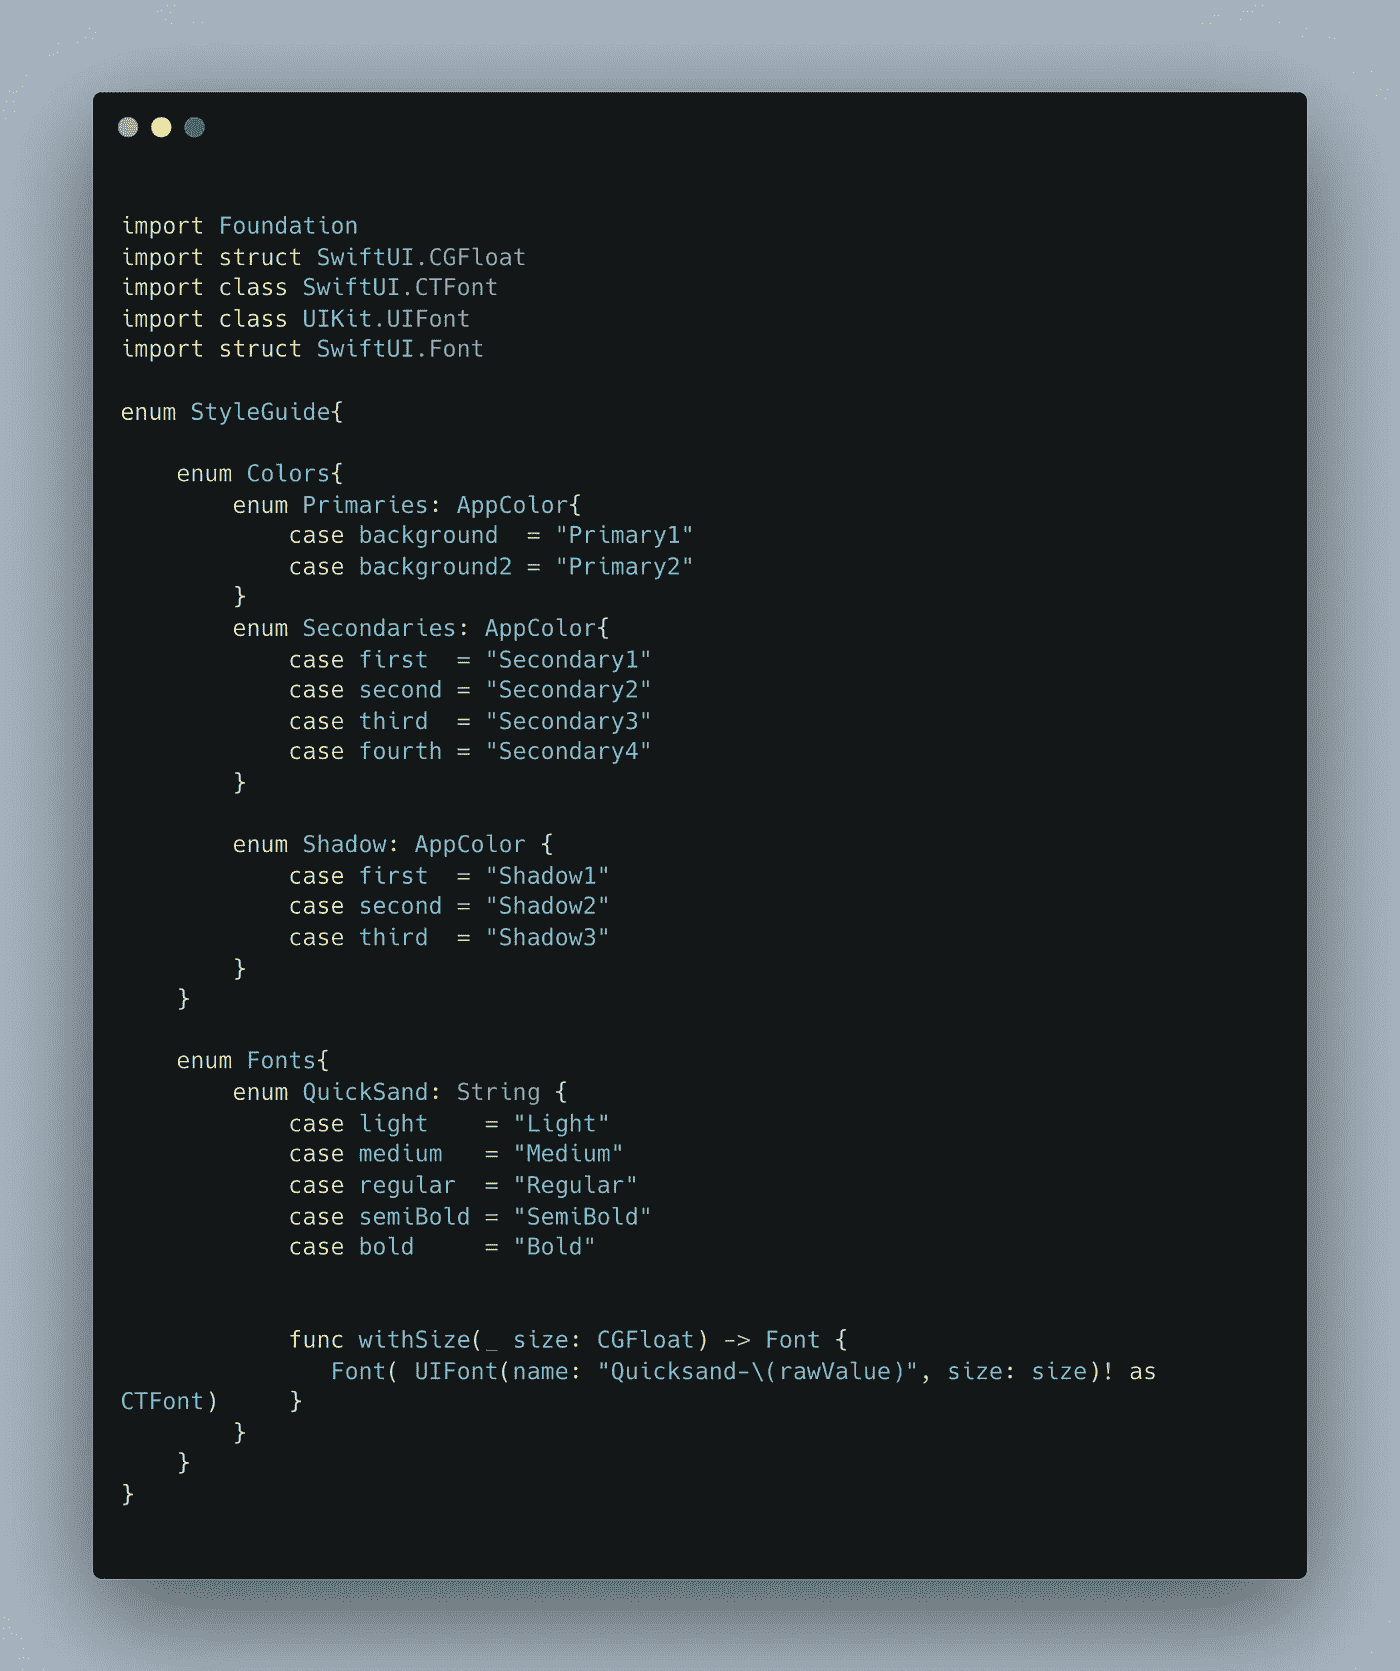 import Foundation
import struct SwiftUI.CGFloat
import class SwiftUI.CTFont
import class UIKit.UIFont
import struct SwiftUI.Font

enum StyleGuide{

    enum Colors{
        enum Primaries: AppColor{
            case background  = "Primary1"
            case background2 = "Primary2"
        }
        enum Secondaries: AppColor{
            case first  = "Secondary1"
            case second = "Secondary2"
            case third  = "Secondary3"
            case fourth = "Secondary4"
        }

        enum Shadow: AppColor {
            case first  = "Shadow1"
            case second = "Shadow2"
            case third  = "Shadow3"
        }
    }

    enum Fonts{
        enum QuickSand: String {
            case light    = "Light"
            case medium   = "Medium"
            case regular  = "Regular"
            case semiBold = "SemiBold"
            case bold     = "Bold"


            func withSize(_ size: CGFloat) -> Font {
               Font( UIFont(name: "Quicksand-\(rawValue)", size: size)! as
CTFont)     }
        }
    }
}